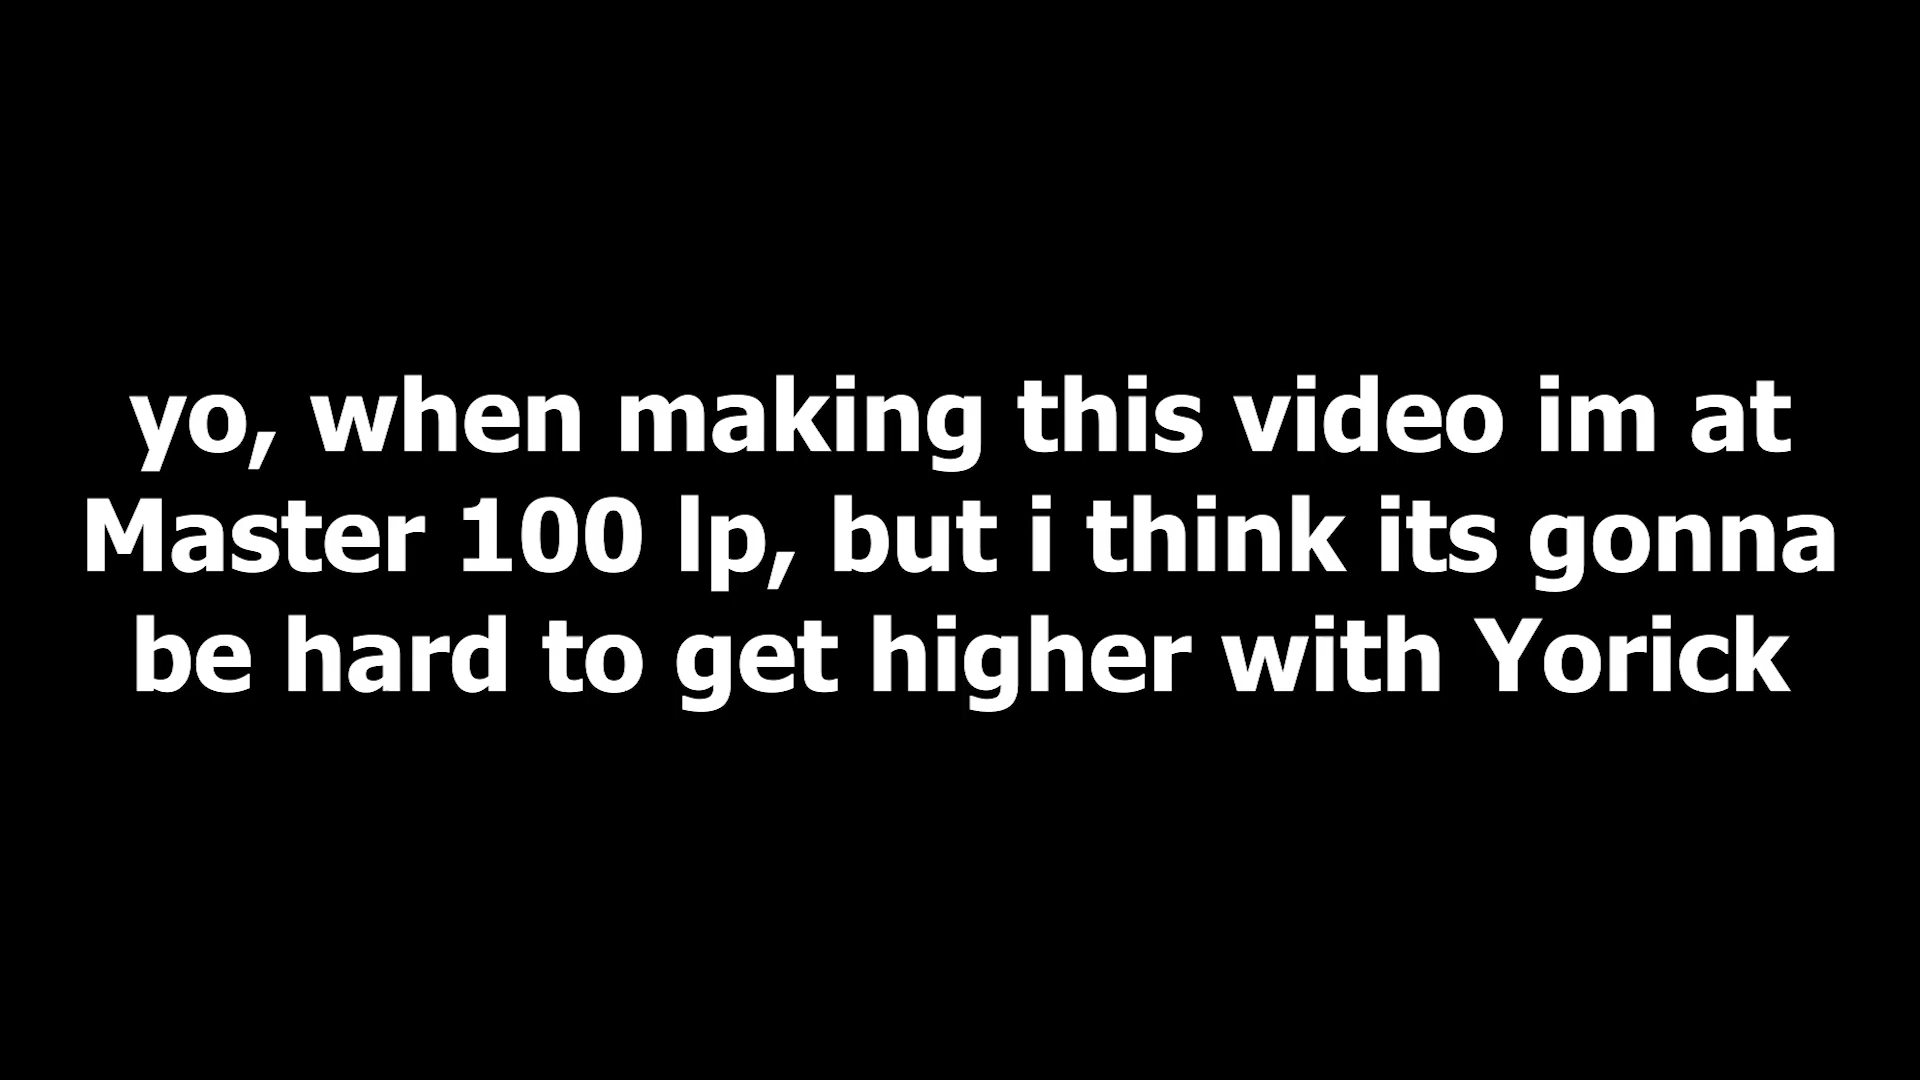 yo, when making this video im at
Master 100 lp, but i think its gonna
be hard to get higher with Yorick